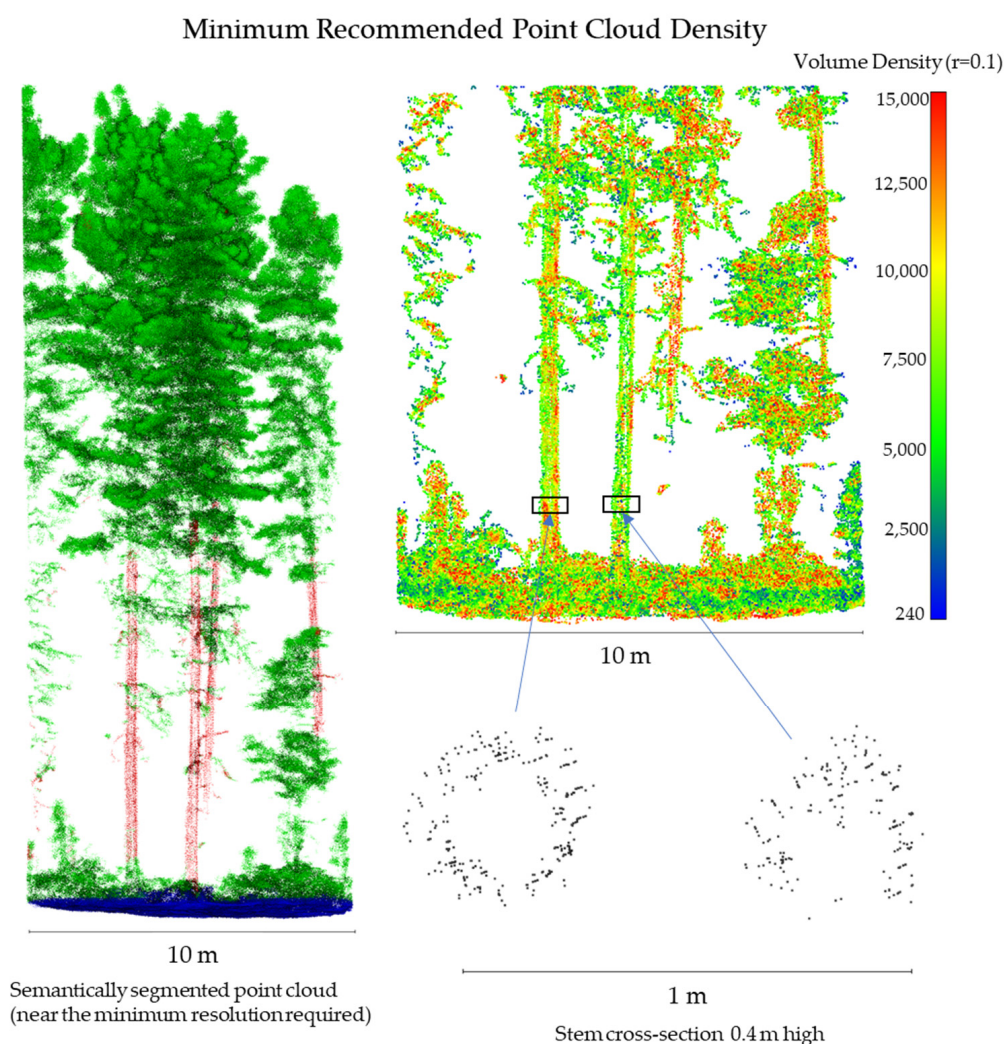 Minimum Recommended Point Cloud Density
Volume Density (r=0.1)
15,000
12,500
10,000
7,500
5,000
2,500
240
10 m
10 m
Semantically segmented point cloud
(near the minimum resolution required)
1 m
Stem cross-section 0.4 m high